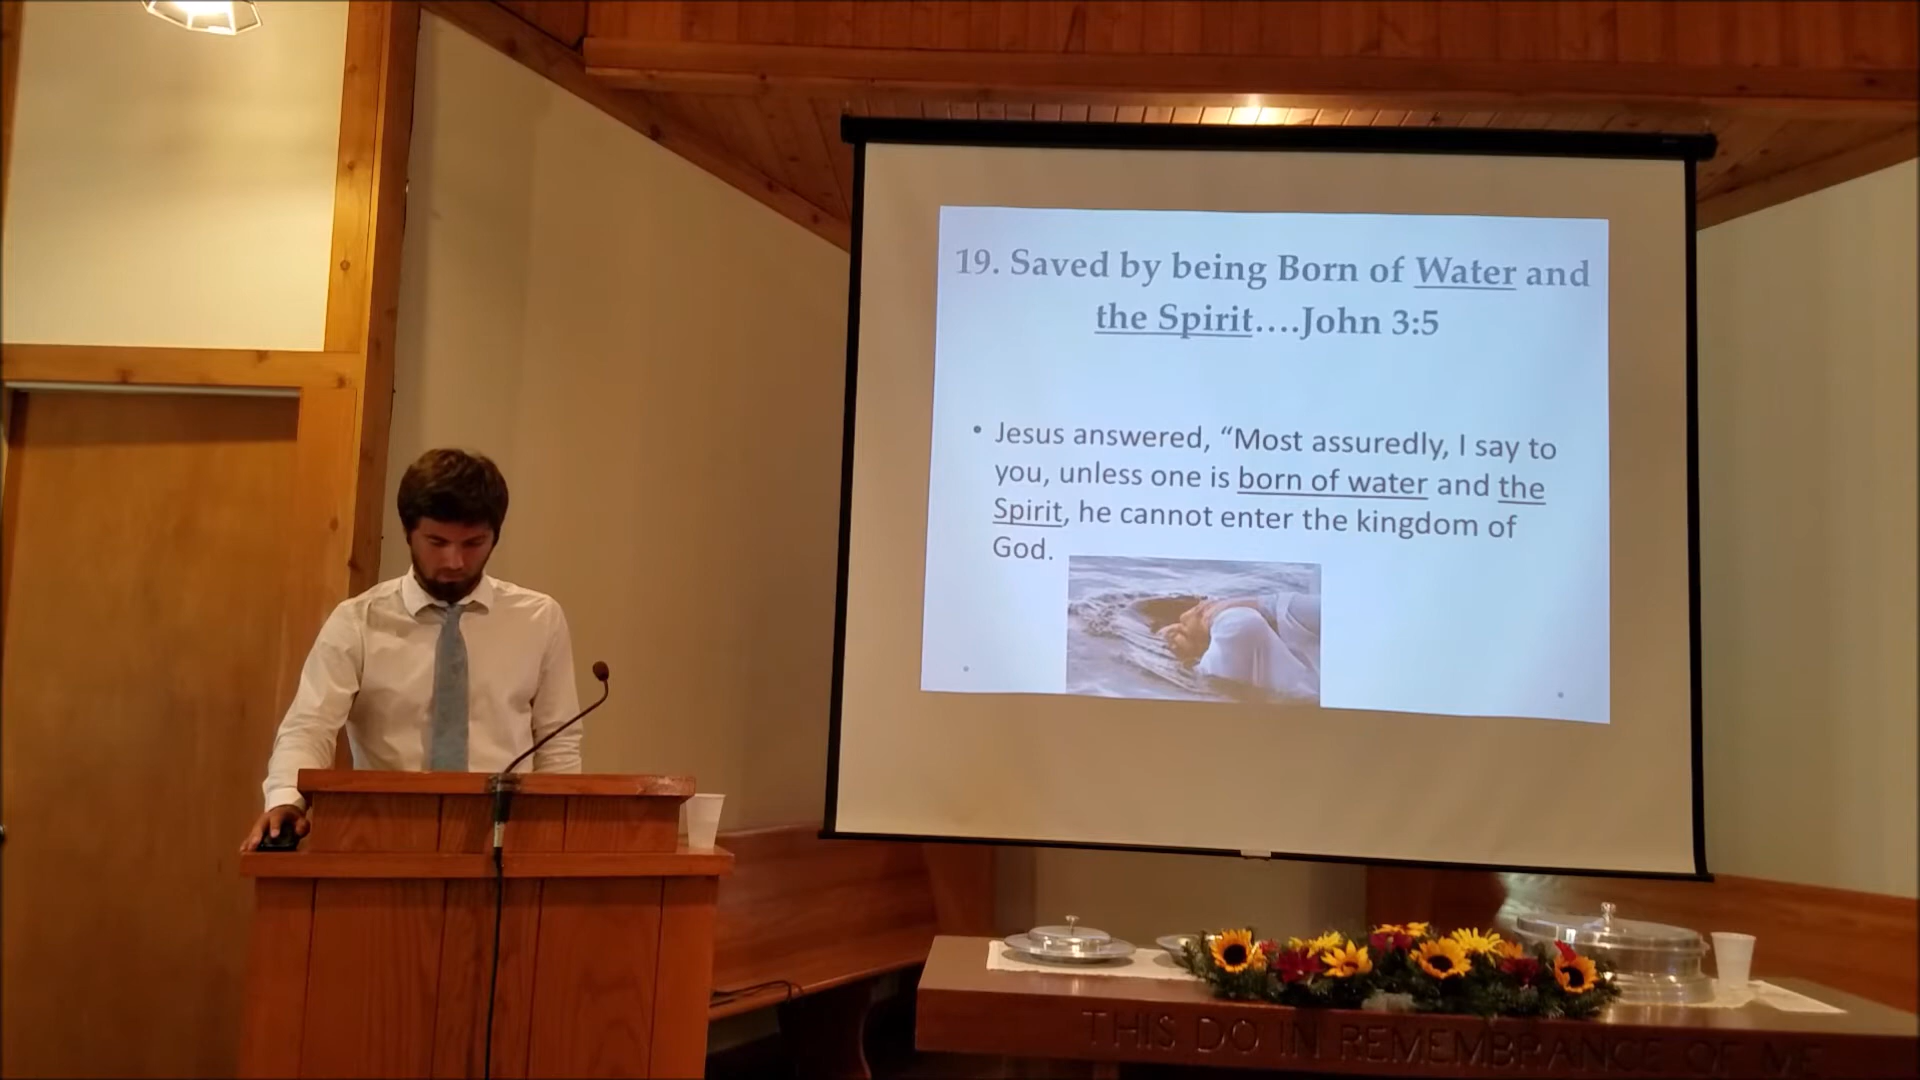 19. Saved by being Born of Water and
the Spirit....John 3:5
• Jesus answered, “Most assuredly, I say to
you, unless one is born of water and the
Spirit, he cannot enter the kingdom of
God.
THIS DO IN REMEMBRANCE OF ME